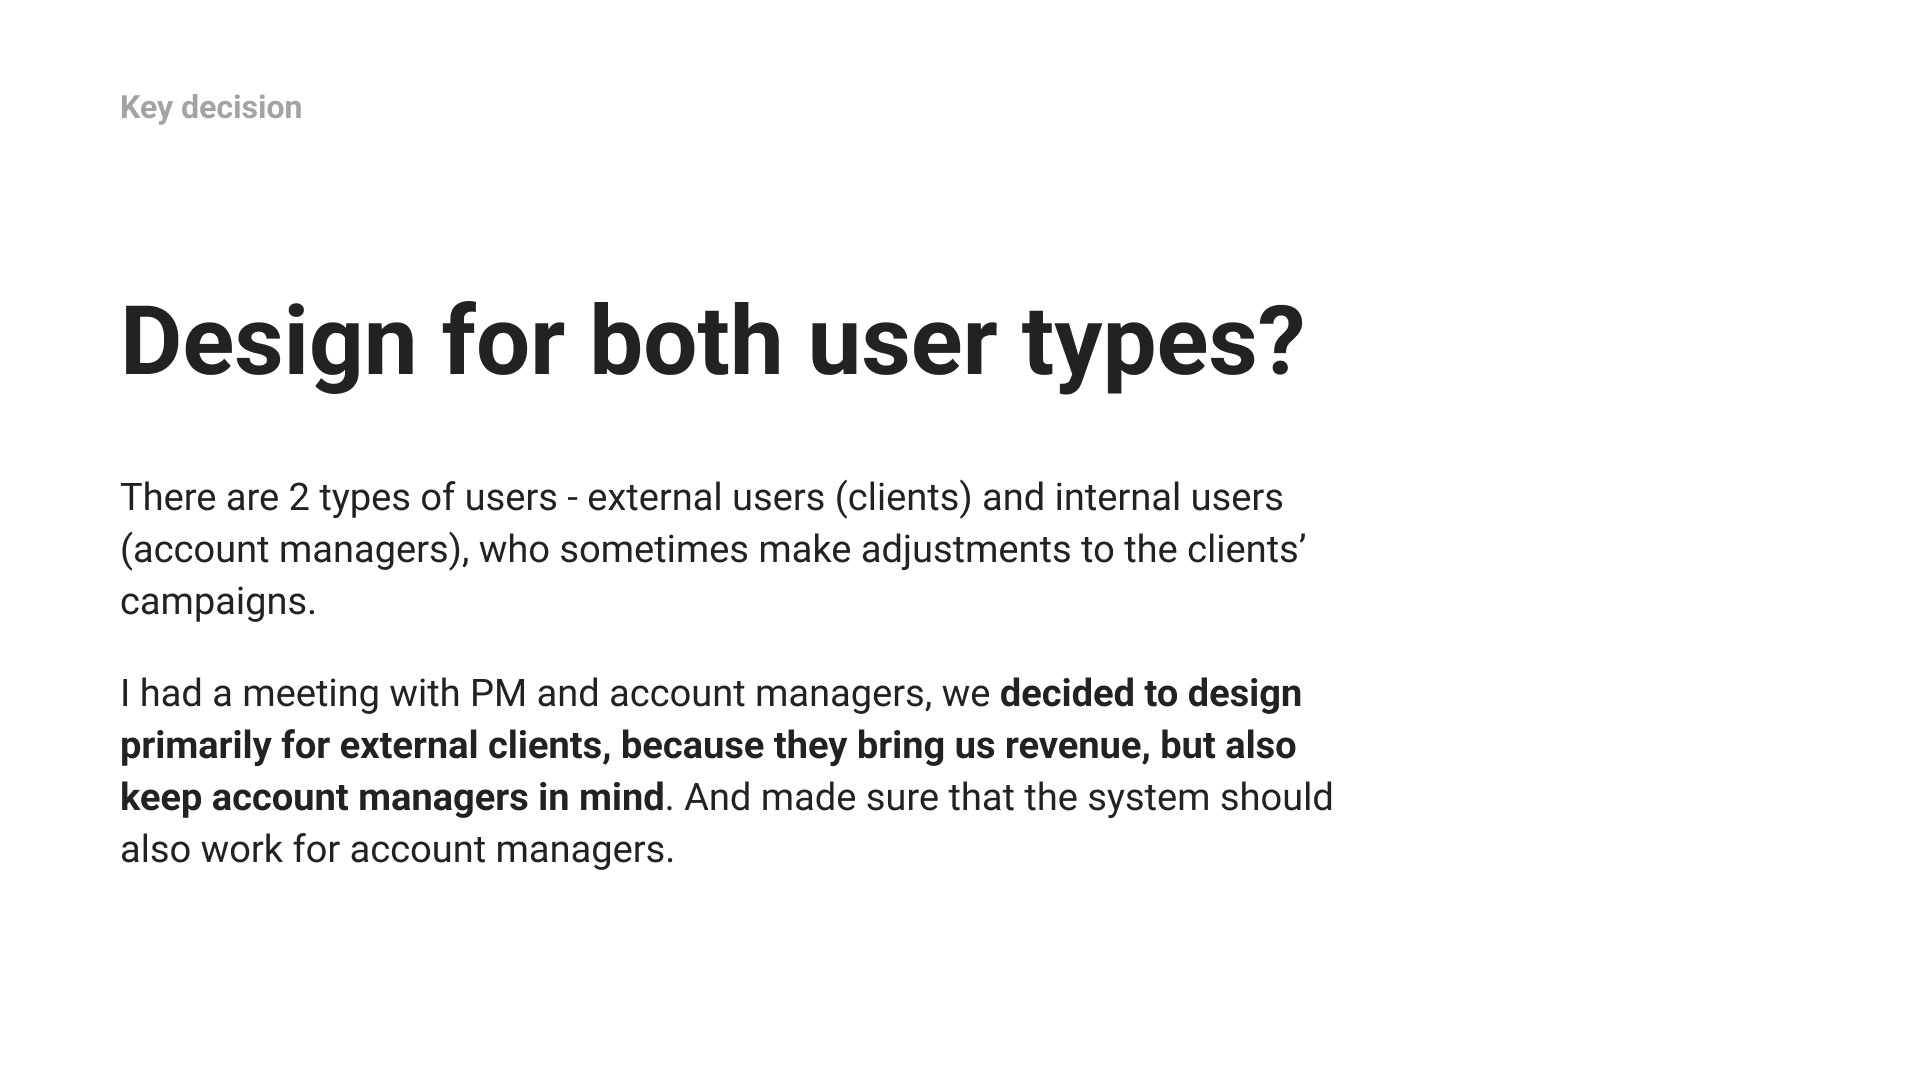 Key decision
Design for both user types?
There are 2 types of users - external users (clients) and internal users
(account managers), who sometimes make adjustments to the clients’
campaigns.
I had a meeting with PM and account managers, we decided to design
primarily for external clients, because they bring us revenue, but also
keep account managers in mind. And made sure that the system should
also work for account managers.